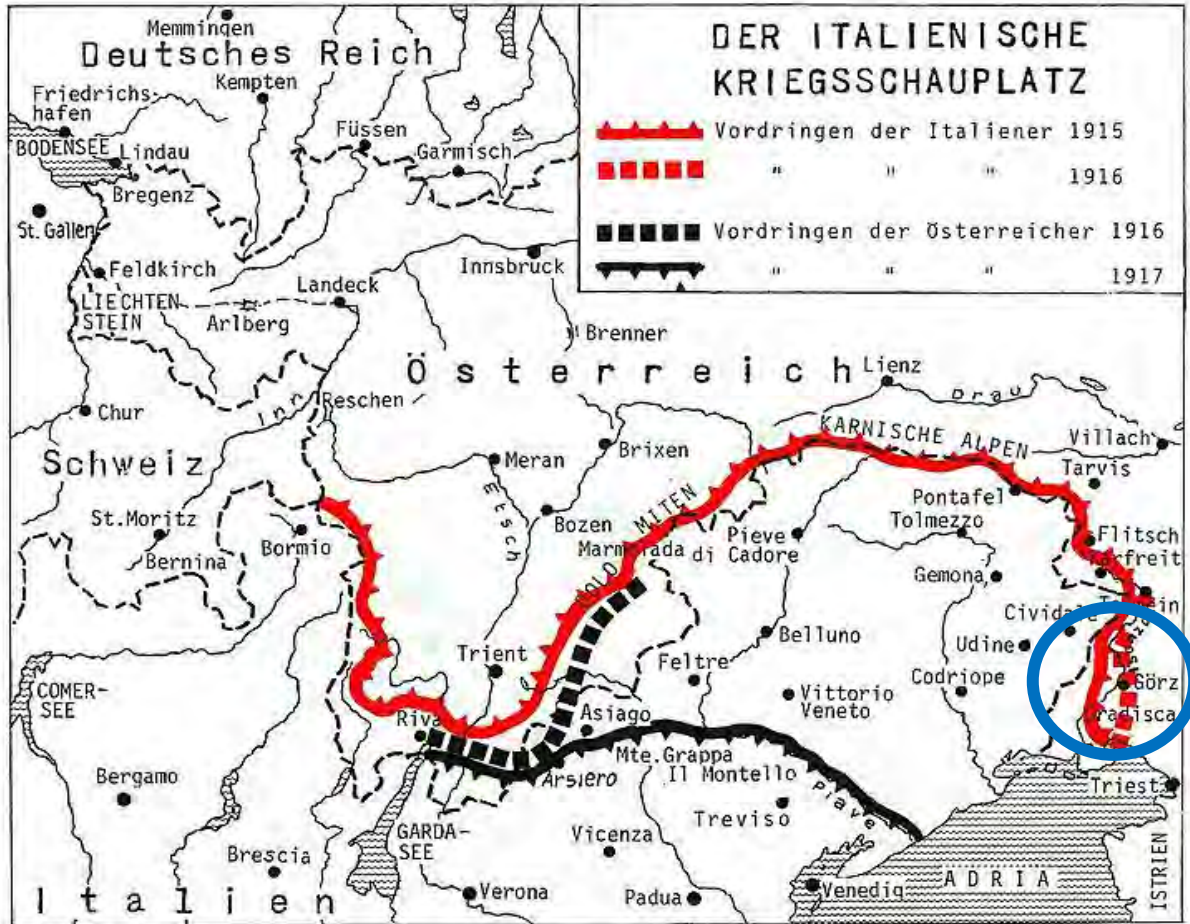 DER ITALIENISCHE
KRIEGSSCHAUPLATZ
Vordringen der Italiener 1915
" " " 1916
Vordringen der Österreicher 1916
" " " 1917
Memmingen
Deutsches Reich
Kempten
Friedrichs-
hafen
BODENSEE
Lindau
Bregenz
Füssen
Garmisch
St.Gallen
Feldkirch
Innsbruck
LIECHTEN
STEIN
Landeck
Arlberg
Brenner
Österreich
Lienz
Drau
Chur
Inn
Reschen
KARNISCHE ALPEN
Villach
Schweiz
Meran
Brixen
Tarvis
Etsch
Pontafel
St.Moritz
Bozen
MITEN
Tolmezzo
Flitsch
Bormio
Marmolada
Pieve
di Cadore
Bernina
Gemona
Cividale
Belluno
Udine
Trient
Feltre
Codriope
Görz
COMER-
SEE
Vittorio
Veneto
Gradisca
Riva
Asiago
Mte.Grappa
Arsiero
Il Montello
Bergamo
Piave
Triest
Treviso
GARDA-
SEE
Vicenza
Brescia
ADRIA
ISTRIEN
Italien
Verona
Padua
Venedig